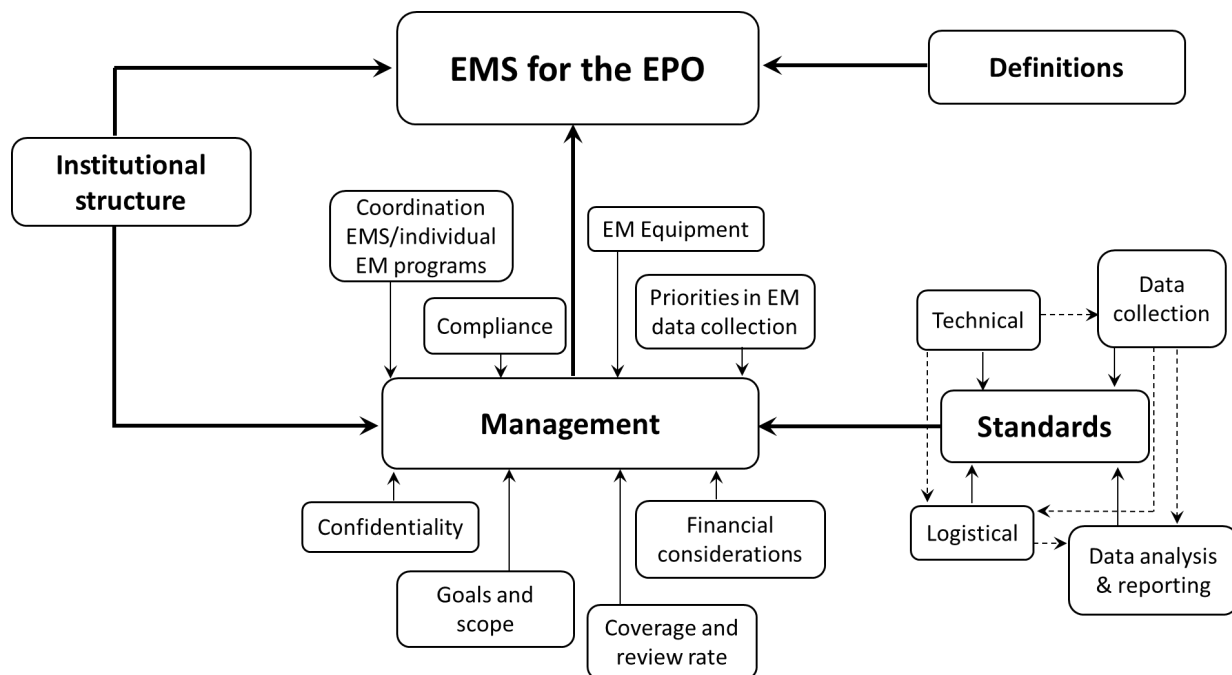 EMS for the EPO
Definitions
Institutional
structure
Coordination
EMS/individual
EM programs
EM Equipment
Compliance
Priorities in EM
data collection
Technical
Data
collection
Management
Standards
Confidentiality
Goals and
scope
Coverage and
review rate
Financial
considerations
Logistical
Data analysis
& reporting